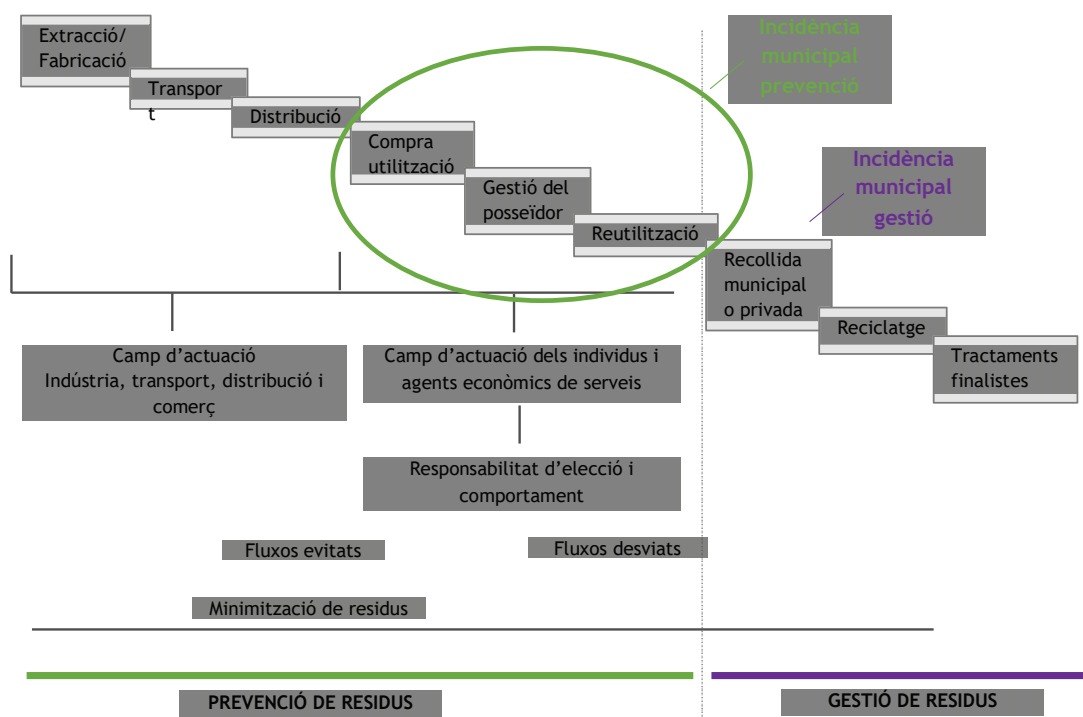 Extracció/
Fabricació
Transpor
t
Distribució
Compra
utilització
Gestió del
posseïdor
Reutilització
Incidència
municipal
prevenció
Incidència
municipal
gestió
Recollida
municipal
o privada
Reciclatge
Tractaments
finalistes
Camp d’actuació
Indústria, transport, distribució i
comerç
Camp d’actuació dels individus i
agents econòmics de serveis
Responsabilitat d’elecció i
comportament
Fluxos evitats
Fluxos desviats
Minimització de residus
PREVENCIÓ DE RESIDUS
GESTIÓ DE RESIDUS